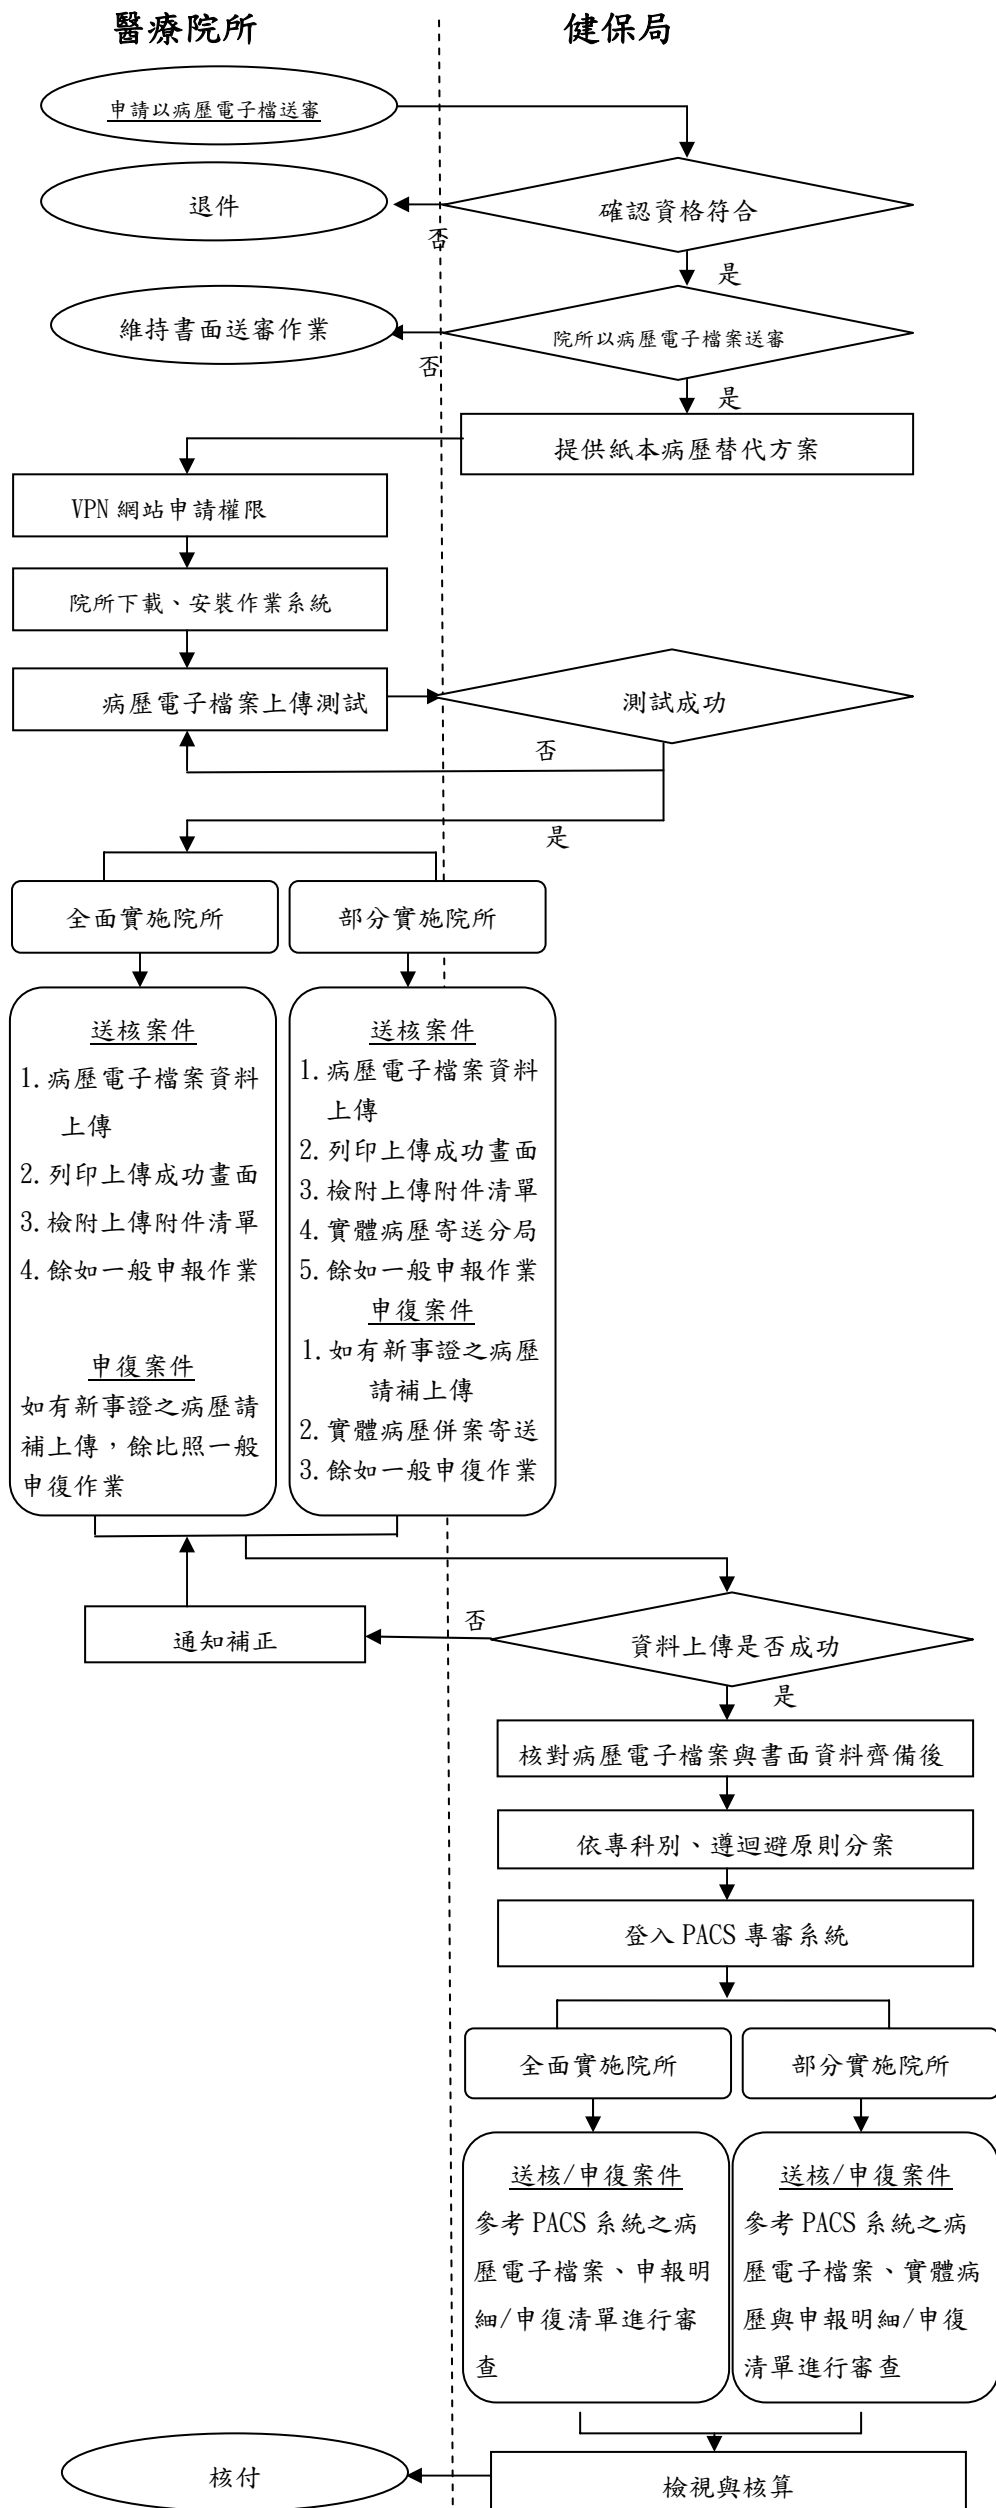 醫療院所
健保局
申請以病歷電子檔送審
退件
確認資格符合
否
是
維持書面送審作業
院所以病歷電子檔案送審
否
是
提供紙本病歷替代方案
VPN 網站申請權限
院所下載、安裝作業系統
病歷電子檔案上傳測試
測試成功
否
是
全面實施院所
部分實施院所
送核案件
1.病歷電子檔案資料
上傳
2.列印上傳成功畫面
3.檢附上傳附件清單
4.餘如一般申報作業
申復案件
如有新事證之病歷請
補上傳，餘比照一般
申復作業
送核案件
1.病歷電子檔案資料
上傳
2.列印上傳成功畫面
3.檢附上傳附件清單
4.實體病歷寄送分局
5.餘如一般申報作業
申復案件
1.如有新事證之病歷
請補上傳
2.實體病歷併案寄送
3.餘如一般申復作業
通知補正
否
資料上傳是否成功
是
核對病歷電子檔案與書面資料齊備後
依專科別、遵迴避原則分案
登入 PACS 專審系統
全面實施院所
部分實施院所
送核/申復案件
參考 PACS 系統之病
歷電子檔案、申報明
細/申復清單進行審
查
送核/申復案件
參考 PACS 系統之病
歷電子檔案、實體病
歷與申報明細/申復
清單進行審查
核付
檢視與核算